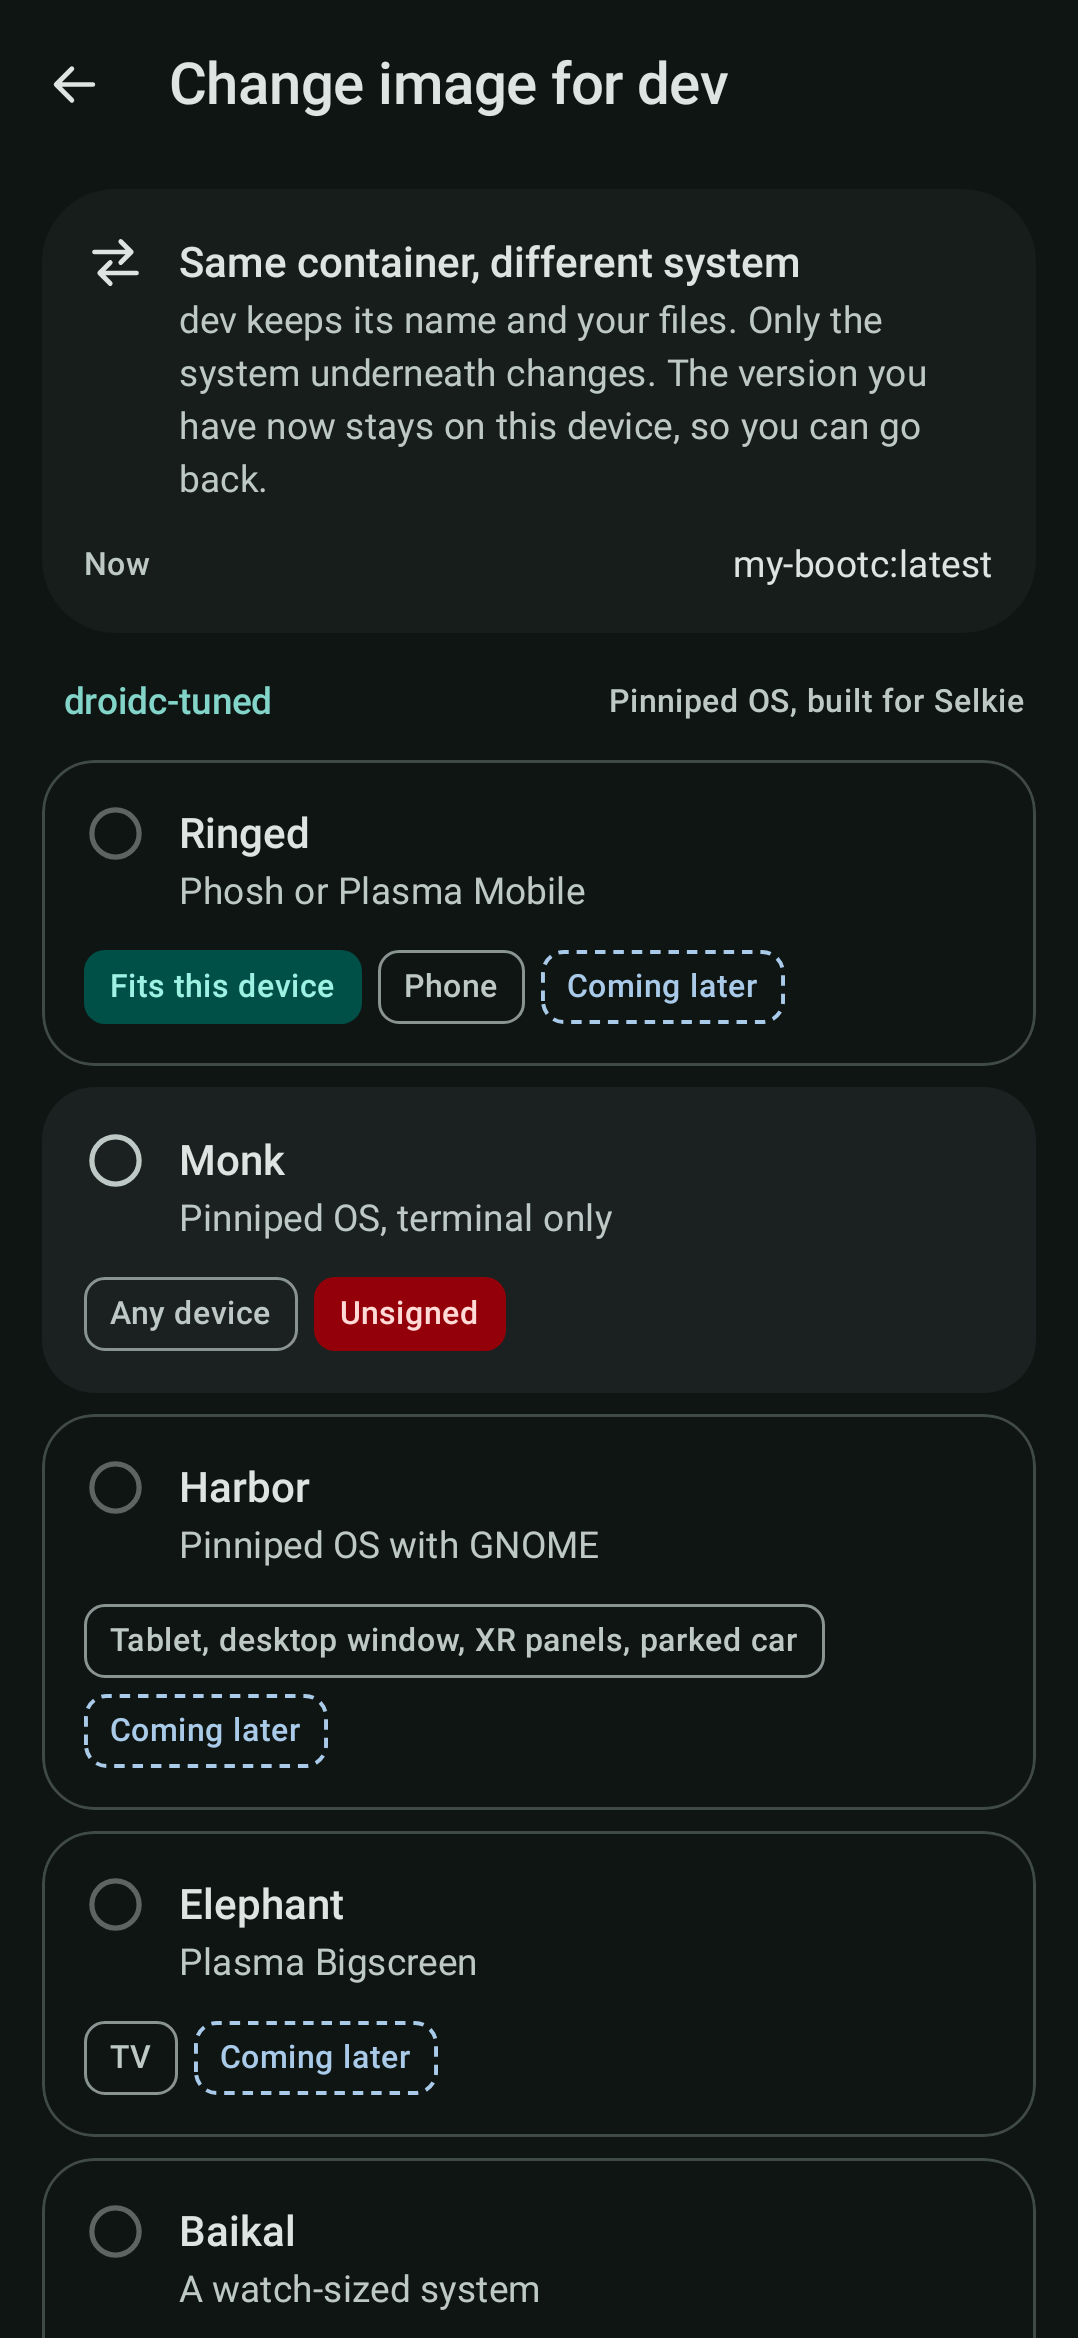 Change image for dev
Same container, different system
dev keeps its name and your files. Only the
system underneath changes. The version you
have now stays on this device, so you can go
back.
Now my-bootc:latest
droidc-tuned Pinniped OS, built for Selkie
Ringed
Phosh or Plasma Mobile
Fits this device Phone Coming later
Monk
Pinniped OS, terminal only
Any device Unsigned
Harbor
Pinniped OS with GNOME
Tablet, desktop window, XR panels, parked car
Coming later
Elephant
Plasma Bigscreen
TV Coming later
Baikal
A watch-sized system